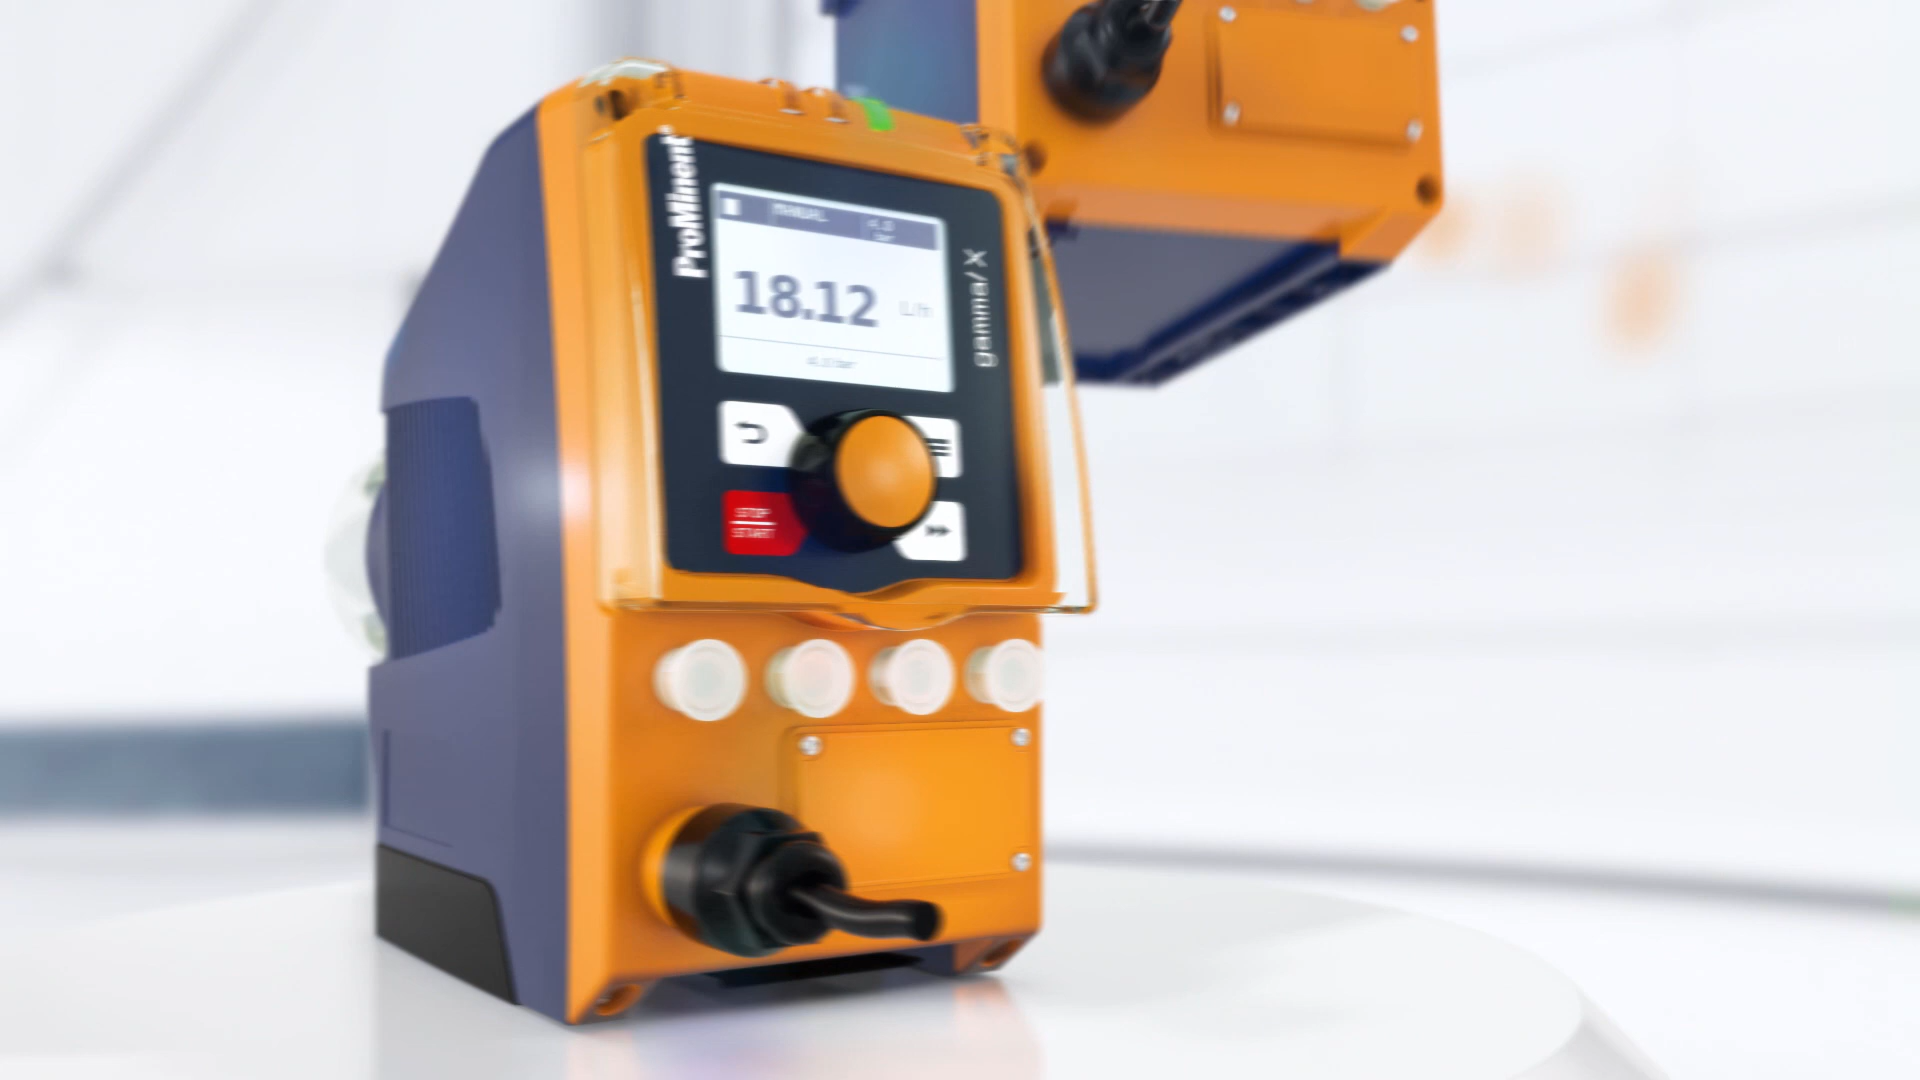 ProMinent®
MANUAL
18.12 L/h
gamma/X
STOP
START